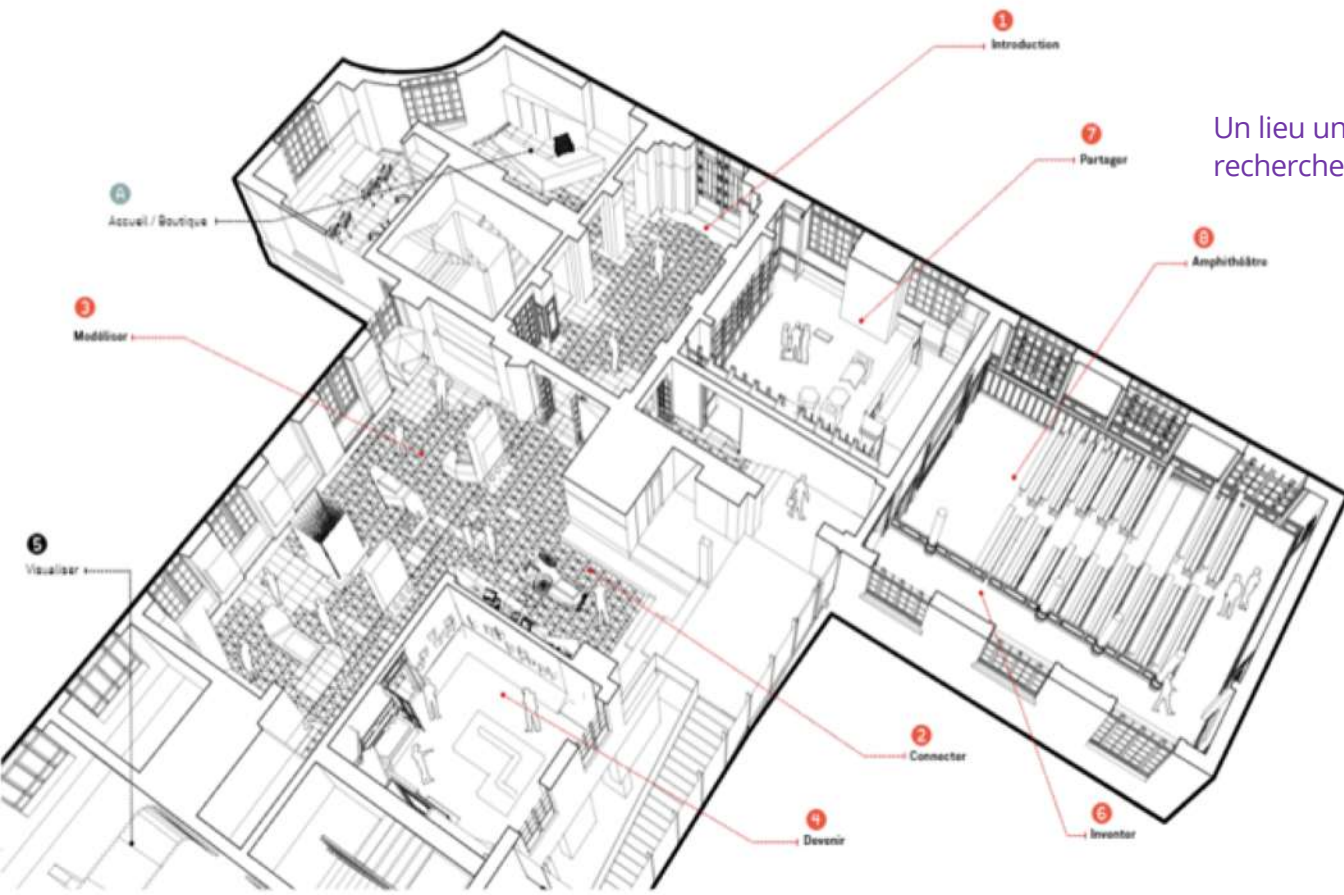 1
Introduction
7
Partager
Un lieu un
recherche
A
Accueil / Boutique
8
Amphithéâtre
3
Modéliser
5
Visualiser
2
Connecter
6
Inventer
4
Devenir